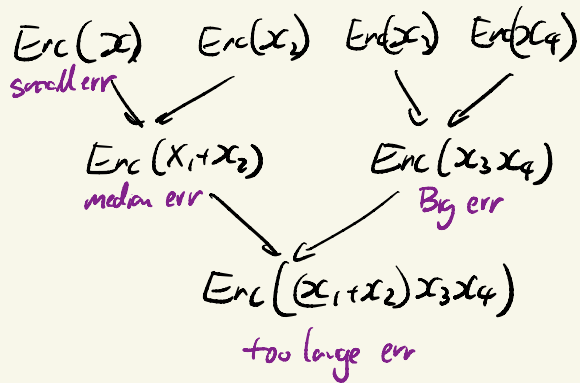 Enc(x₁) Enc(x₂) Enc(x₃) Enc(x₄)
small err
Enc(x₁+x₂) Enc(x₃x₄)
median err Big err
Enc((x₁+x₂)x₃x₄)
too large err